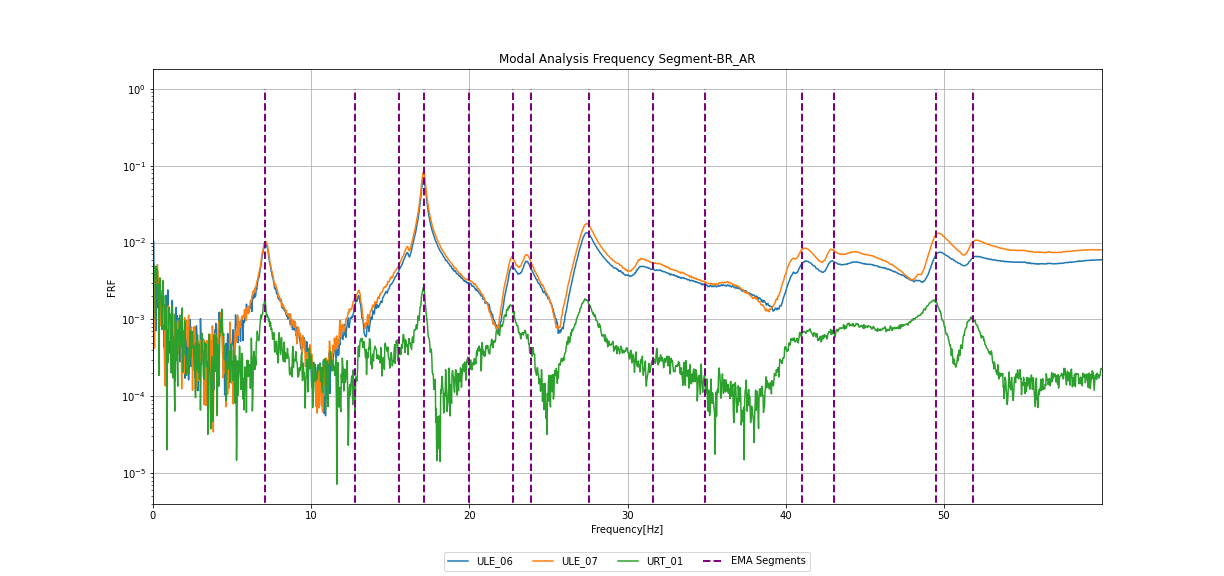 Modal Analysis Frequency Segment-BR_AR
FRF
10⁰
10⁻¹
10⁻²
10⁻³
10⁻⁴
10⁻⁵
0 10 20 30 40 50
Frequency[Hz]
ULE_06 ULE_07 URT_01 EMA Segments